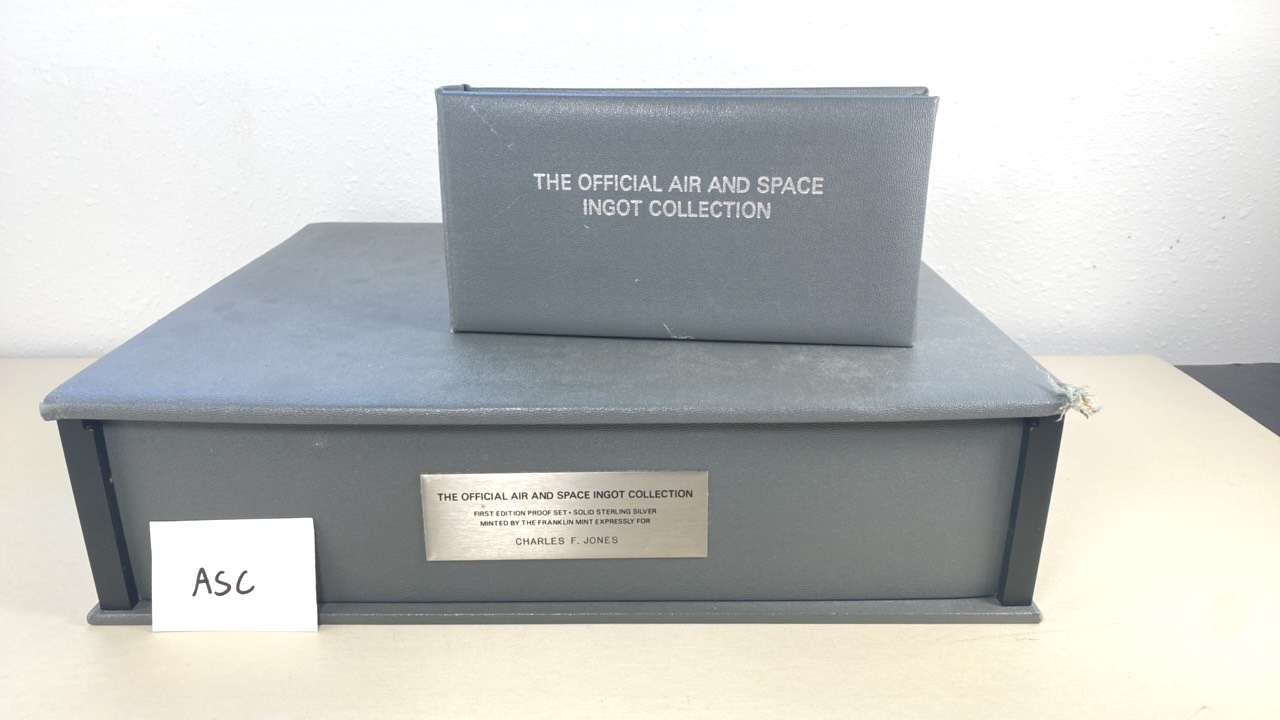 THE OFFICIAL AIR AND SPACE
INGOT COLLECTION
THE OFFICIAL AIR AND SPACE INGOT COLLECTION
FIRST EDITION PROOF SET • SOLID STERLING SILVER
MINTED BY THE FRANKLIN MINT EXPRESSLY FOR
CHARLES F. JONES
ASC